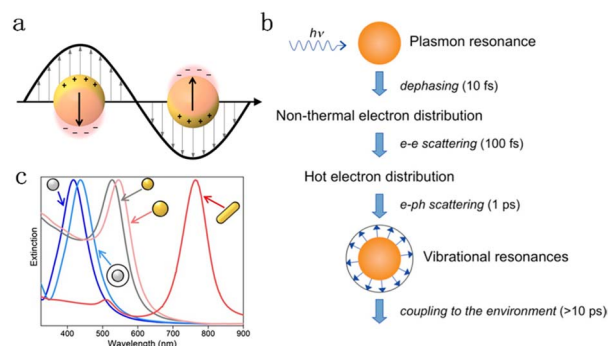 a
b
hν
Plasmon resonance
dephasing (10 fs)
Non-thermal electron distribution
e-e scattering (100 fs)
Hot electron distribution
e-ph scattering (1 ps)
Vibrational resonances
coupling to the environment (>10 ps)
c
Extinction
400 500 600 700 800 900
Wavelength (nm)